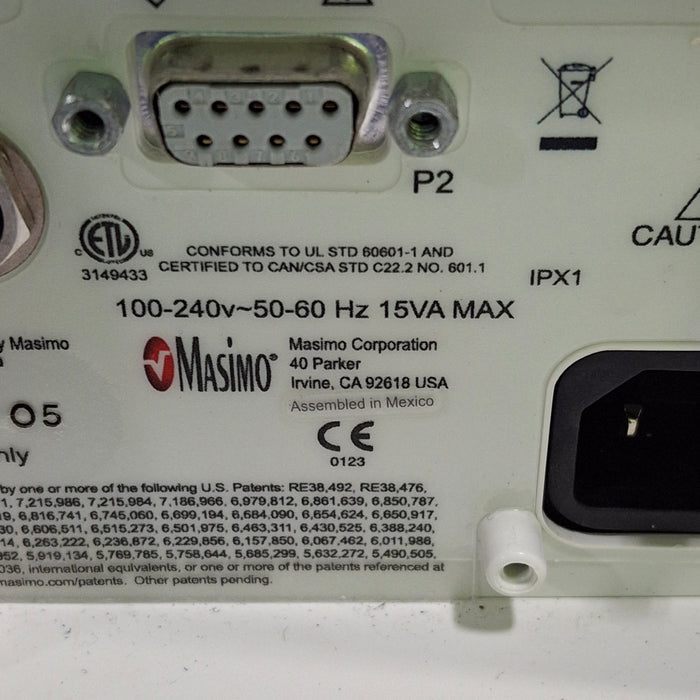 P2
CAU
ETL
C US
3149433
CONFORMS TO UL STD 60601-1 AND
CERTIFIED TO CAN/CSA STD C22.2 NO. 601.1
IPX1
100-240v~50-60 Hz 15VA MAX
y Masimo
MASIMO®
Masimo Corporation
40 Parker
Irvine, CA 92618 USA
Assembled in Mexico
05
nly
CE
0123
by one or more of the following U.S. Patents: RE38,492, RE38,476,
1, 7,215,986, 7,215,984, 7,186,966, 6,979,812, 6,861,639, 6,850,787,
19, 6,816,741, 6,745,060, 6,699,194, 6,684,090, 6,654,624, 6,650,917,
30, 6,606,511, 6,515,273, 6,501,975, 6,463,311, 6,430,525, 6,388,240,
14, 6,263,222, 6,236,872, 6,229,856, 6,157,850, 6,067,462, 6,011,986,
952, 5,919,134, 5,769,785, 5,758,644, 5,685,299, 5,632,272, 5,490,505,
036, international equivalents, or one or more of the patents referenced at
masimo.com/patents. Other patents pending.